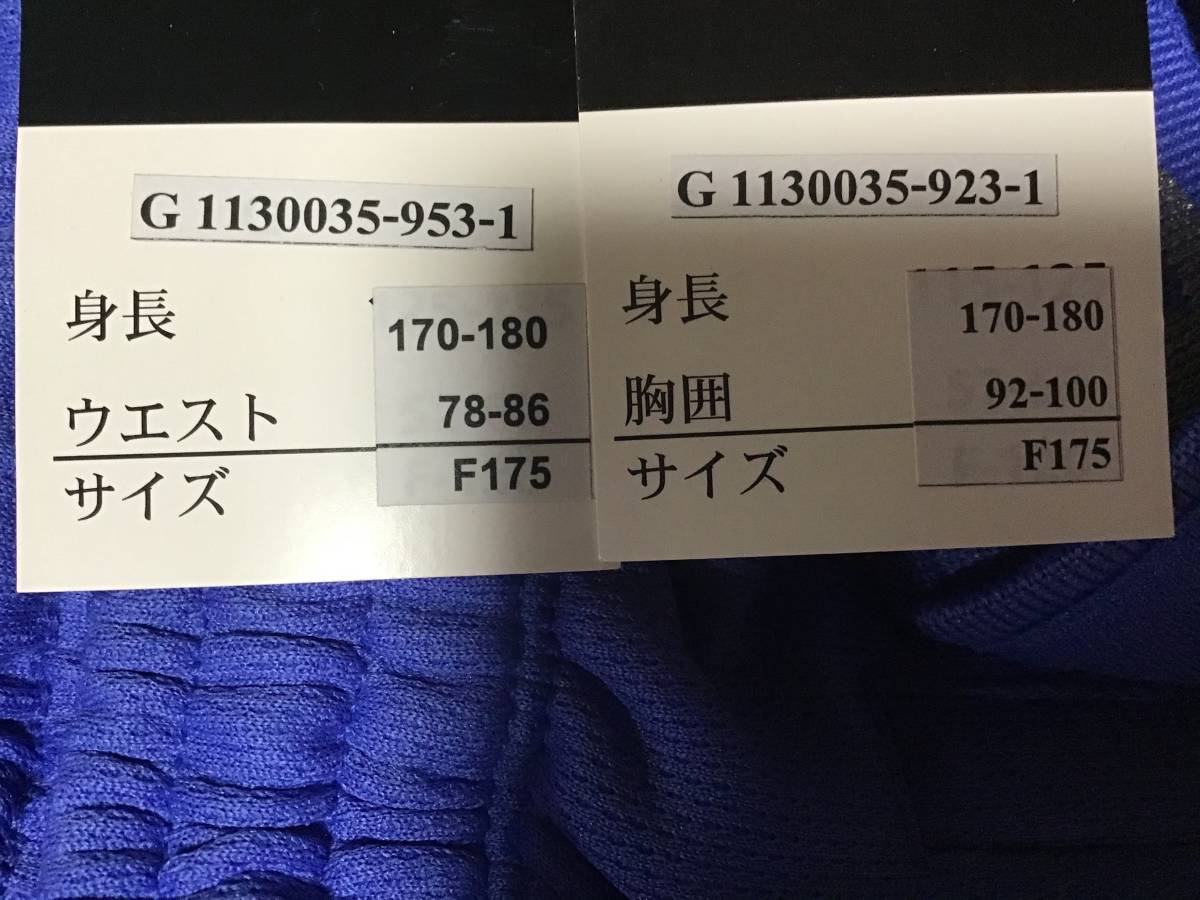 G 1130035-953-1
身長 170-180
ウエスト 78-86
サイズ F175
G 1130035-923-1
身長 170-180
胸囲 92-100
サイズ F175